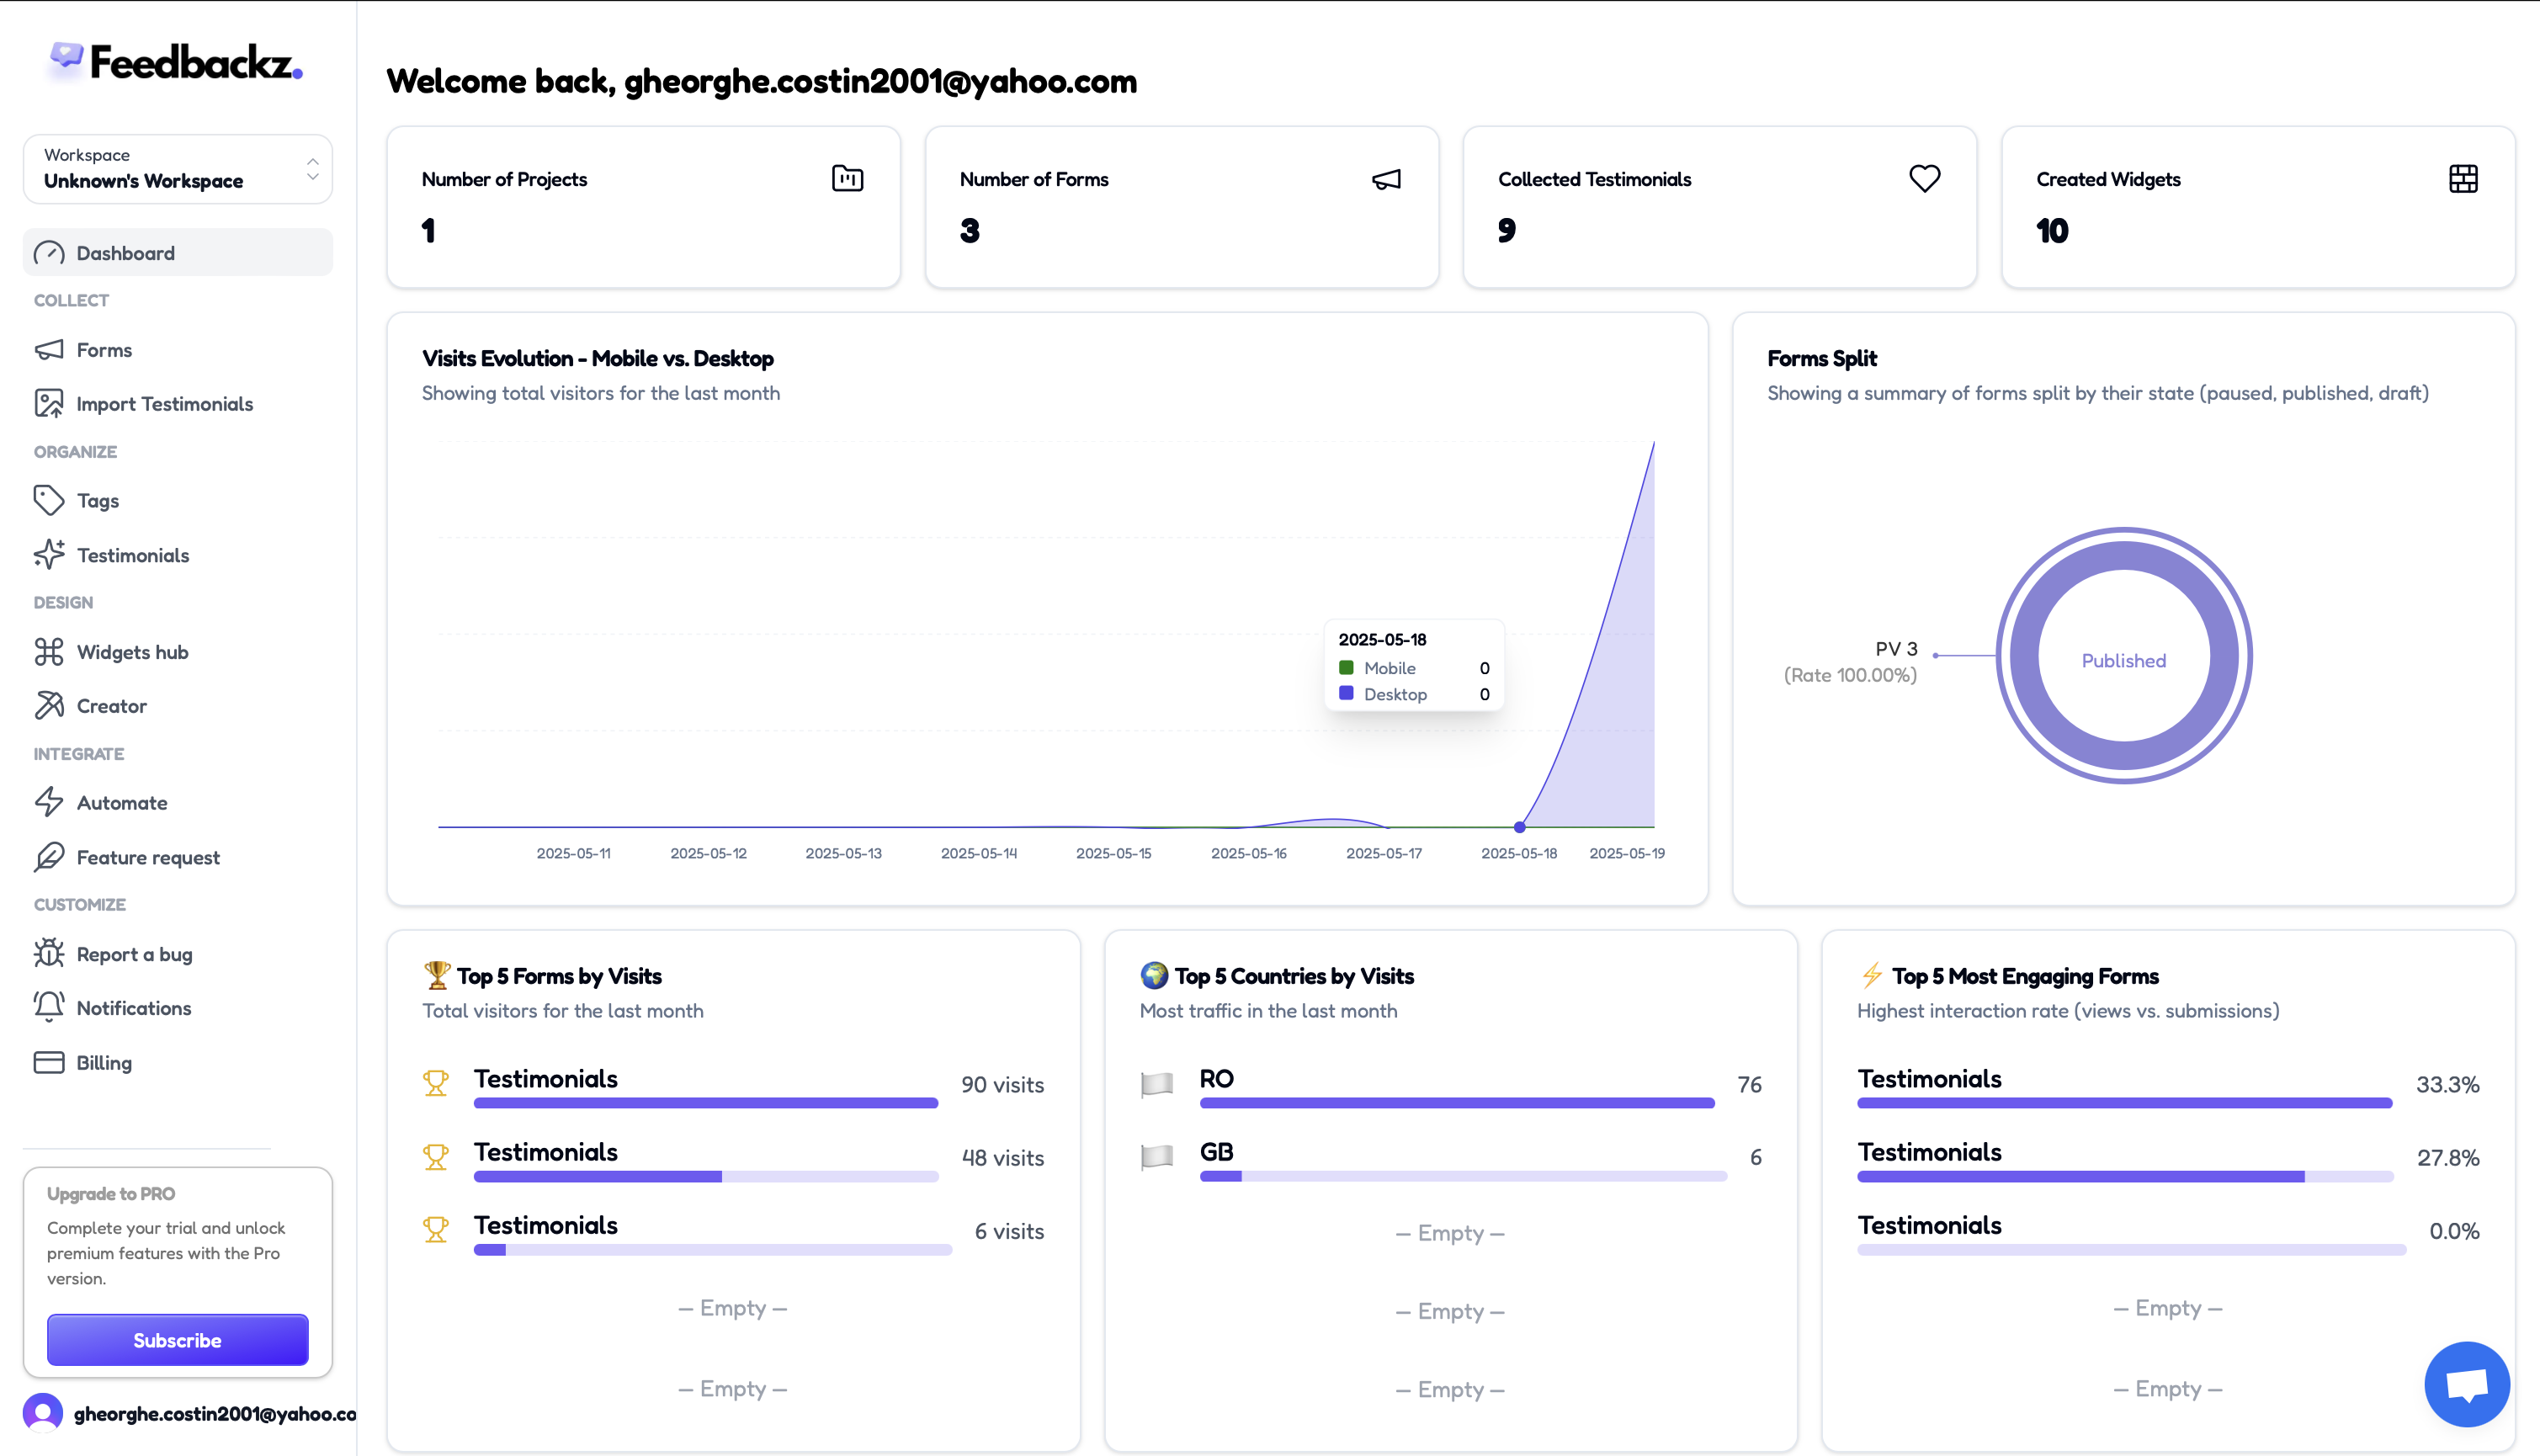 Feedbackz.
Workspace
Unknown's Workspace
Dashboard
COLLECT
Forms
Import Testimonials
ORGANIZE
Tags
Testimonials
DESIGN
Widgets hub
Creator
INTEGRATE
Automate
Feature request
CUSTOMIZE
Report a bug
Notifications
Billing
Upgrade to PRO
Complete your trial and unlock
premium features with the Pro
version.
Subscribe
gheorghe.costin2001@yahoo.co
Welcome back, gheorghe.costin2001@yahoo.com
Number of Projects
1
Number of Forms
3
Collected Testimonials
9
Created Widgets
10
Visits Evolution - Mobile vs. Desktop
Showing total visitors for the last month
2025-05-18
Mobile 0
Desktop 0
2025-05-11 2025-05-12 2025-05-13 2025-05-14 2025-05-15 2025-05-16 2025-05-17 2025-05-18 2025-05-19
Forms Split
Showing a summary of forms split by their state (paused, published, draft)
PV 3
(Rate 100.00%)
Published
Top 5 Forms by Visits
Total visitors for the last month
Testimonials 90 visits
Testimonials 48 visits
Testimonials 6 visits
— Empty —
— Empty —
Top 5 Countries by Visits
Most traffic in the last month
RO 76
GB 6
— Empty —
— Empty —
— Empty —
Top 5 Most Engaging Forms
Highest interaction rate (views vs. submissions)
Testimonials 33.3%
Testimonials 27.8%
Testimonials 0.0%
— Empty —
— Empty —